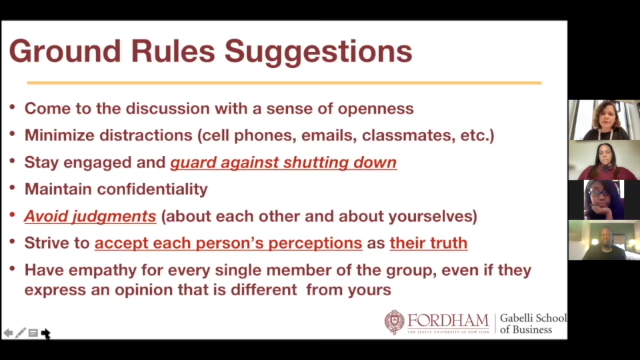 Ground Rules Suggestions
• Come to the discussion with a sense of openness
• Minimize distractions (cell phones, emails, classmates, etc.)
• Stay engaged and guard against shutting down
• Maintain confidentiality
• Avoid judgments (about each other and about yourselves)
• Strive to accept each person's perceptions as their truth
• Have empathy for every single member of the group, even if they
express an opinion that is different from yours
FORDHAM
THE JESUIT UNIVERSITY OF NEW YORK
Gabelli School
of Business